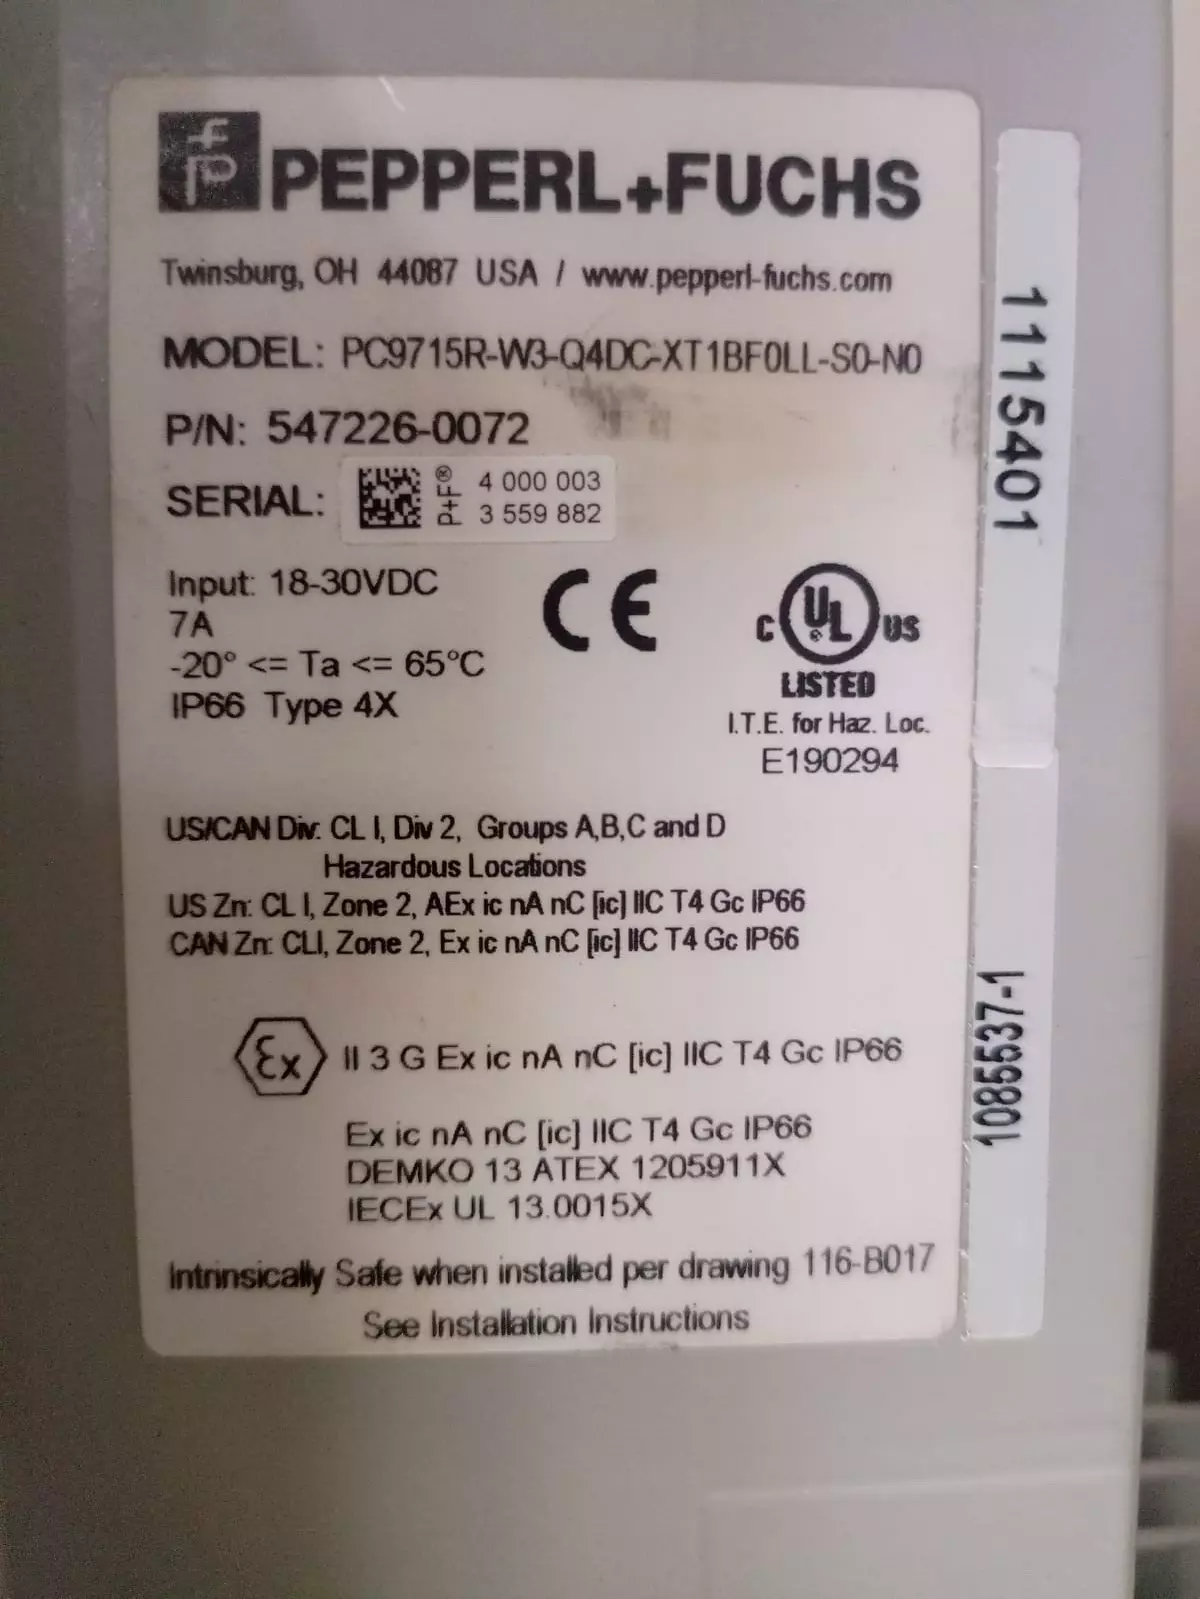 PEPPERL+FUCHS
Twinsburg, OH 44087 USA / www.pepperl-fuchs.com
MODEL: PC9715R-W3-Q4DC-XT1BF0LL-S0-N0
P/N: 547226-0072
SERIAL: P+F® 4 000 003
3 559 882
Input: 18-30VDC
7A
-20° <= Ta <= 65°C
IP66 Type 4X
CE
C UL ® US
LISTED
I.T.E. for Haz. Loc.
E190294
US/CAN Div: CL I, Div 2, Groups A,B,C and D
Hazardous Locations
US Zn: CL I, Zone 2, AEx ic nA nC [ic] IIC T4 Gc IP66
CAN Zn: CLI, Zone 2, Ex ic nA nC [ic] IIC T4 Gc IP66
Ex II 3 G Ex ic nA nC [ic] IIC T4 Gc IP66
Ex ic nA nC [ic] IIC T4 Gc IP66
DEMKO 13 ATEX 1205911X
IECEx UL 13.0015X
Intrinsically Safe when installed per drawing 116-B017
See Installation Instructions
1115401
1085537-1